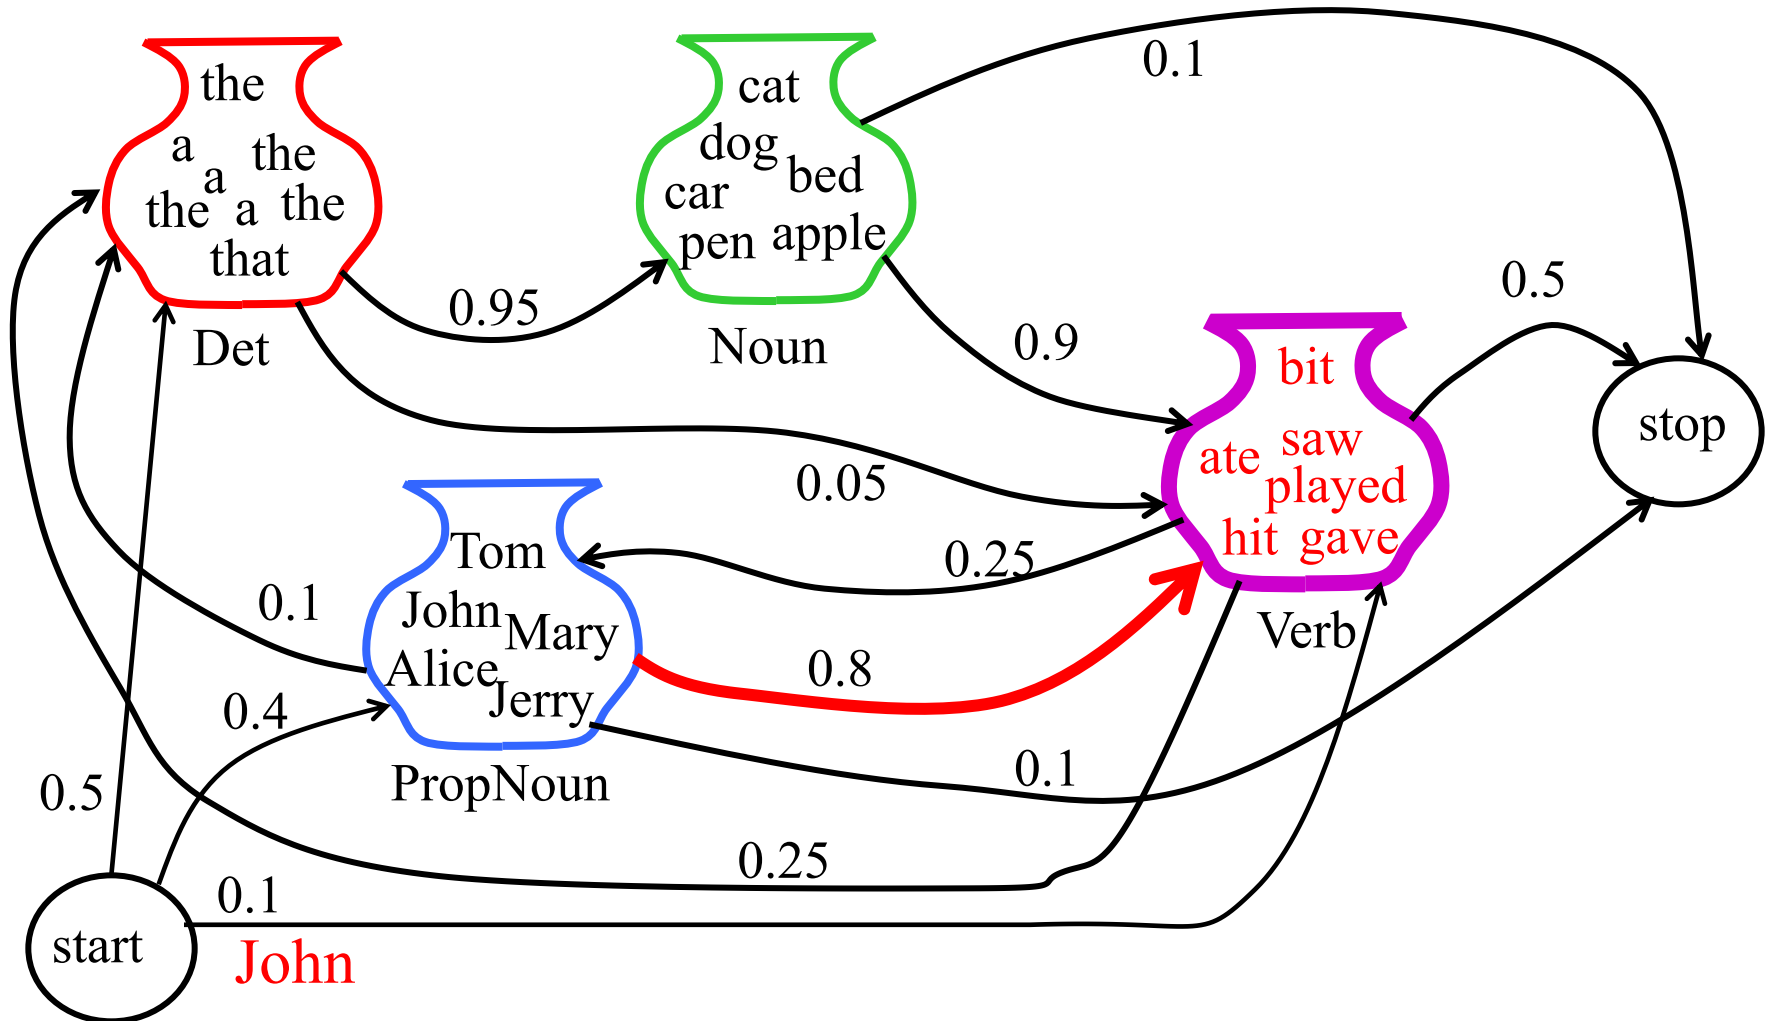 the
a the
a
the a the
that
Det
0.95
cat
dog
bed
car
apple
pen
Noun
0.1
0.9
0.5
bit
saw
ate
played
hit gave
Verb
stop
0.05
0.25
Tom
John
Mary
Alice
Jerry
PropNoun
0.1
0.8
0.4
0.1
0.5
0.25
0.1
start
John